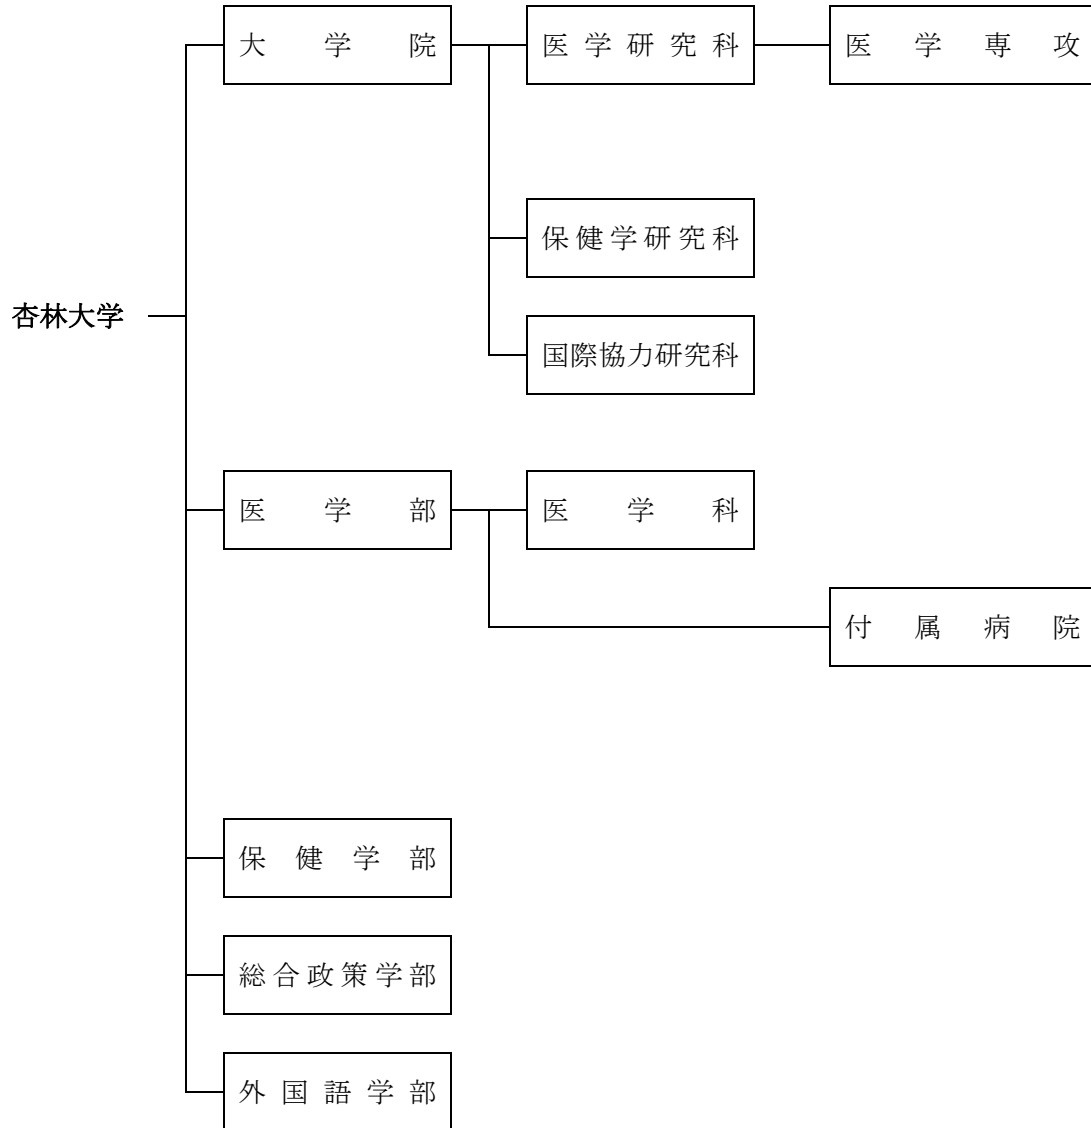 大学院 医学研究科 医学専攻
保健学研究科
杏林大学
国際協力研究科
医学部 医学科
付属病院
保健学部
総合政策学部
外国語学部